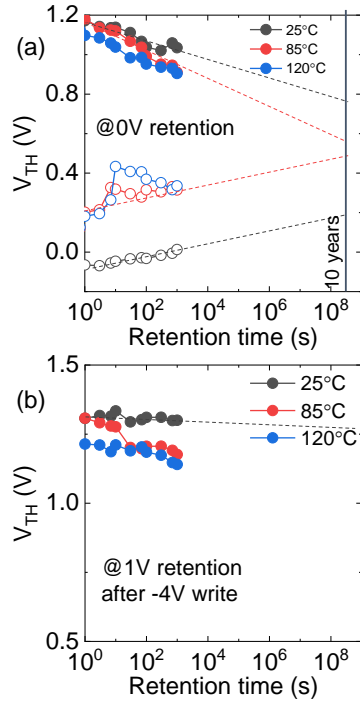 (a)
25°C
85°C
120°C
@0V retention
10 years
V_TH (V)
1.2
0.8
0.4
0.0
10^0 10^2 10^4 10^6 10^8
Retention time (s)
(b)
25°C
85°C
120°C
@1V retention
after -4V write
V_TH (V)
1.5
1.0
0.5
10^0 10^2 10^4 10^6 10^8
Retention time (s)